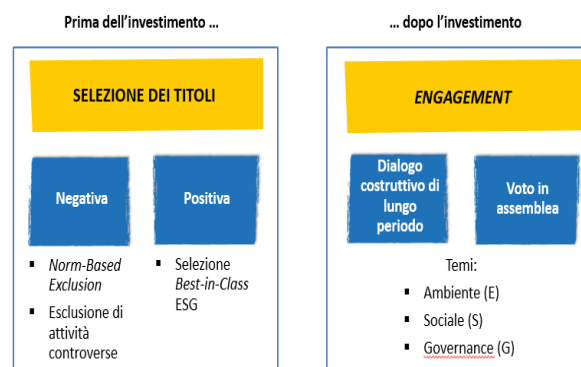 Prima dell’investimento ...
SELEZIONE DEI TITOLI
Negativa
Positiva
▪ Norm-Based
Exclusion
▪ Esclusione di
attività
controverse
▪ Selezione
Best-in-Class
ESG
... dopo l’investimento
ENGAGEMENT
Dialogo
costruttivo di
lungo
periodo
Voto in
assemblea
Temi:
▪ Ambiente (E)
▪ Sociale (S)
▪ Governance (G)